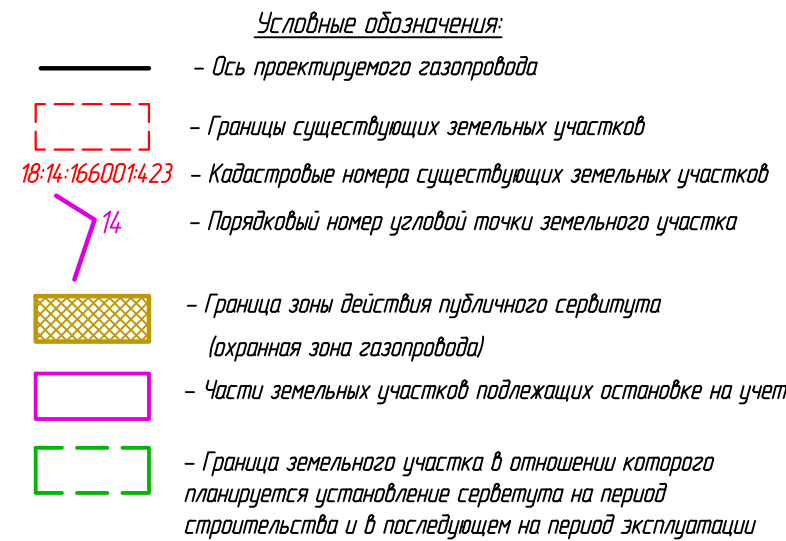 Условные обозначения:
– Ось проектируемого газопровода
– Границы существующих земельных участков
18:14:166001:423 – Кадастровые номера существующих земельных участков
14 – Порядковый номер угловой точки земельного участка
– Граница зоны действия публичного сервитута
(охранная зона газопровода)
– Части земельных участков подлежащих остановке на учет
– Граница земельного участка в отношении которого
планируется установление серветута на период
строительства и в последующем на период эксплуатации